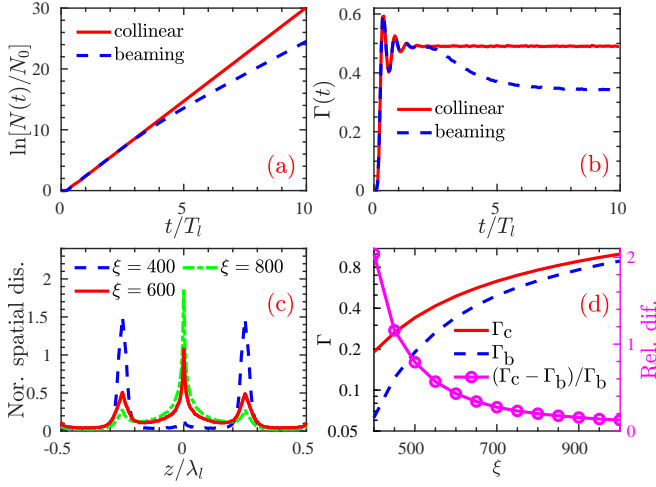 30
20
10
0
ln[N(t)/N₀]
collinear
beaming
(a)
0 5 10
t/Tₗ
0.6
0.4
0.2
0
Γ(t)
collinear
beaming
(b)
0 5 10
t/Tₗ
2
1.5
1
0.5
0
Nor. spatial dis.
ξ = 400
ξ = 800
ξ = 600
(c)
-0.5 0 0.5
z/λₗ
0.8
0.4
0.2
0.1
0.05
Γ
(d)
Γc
Γb
(Γc − Γb)/Γb
500 700 900
ξ
2
1
0
Rel. dif.